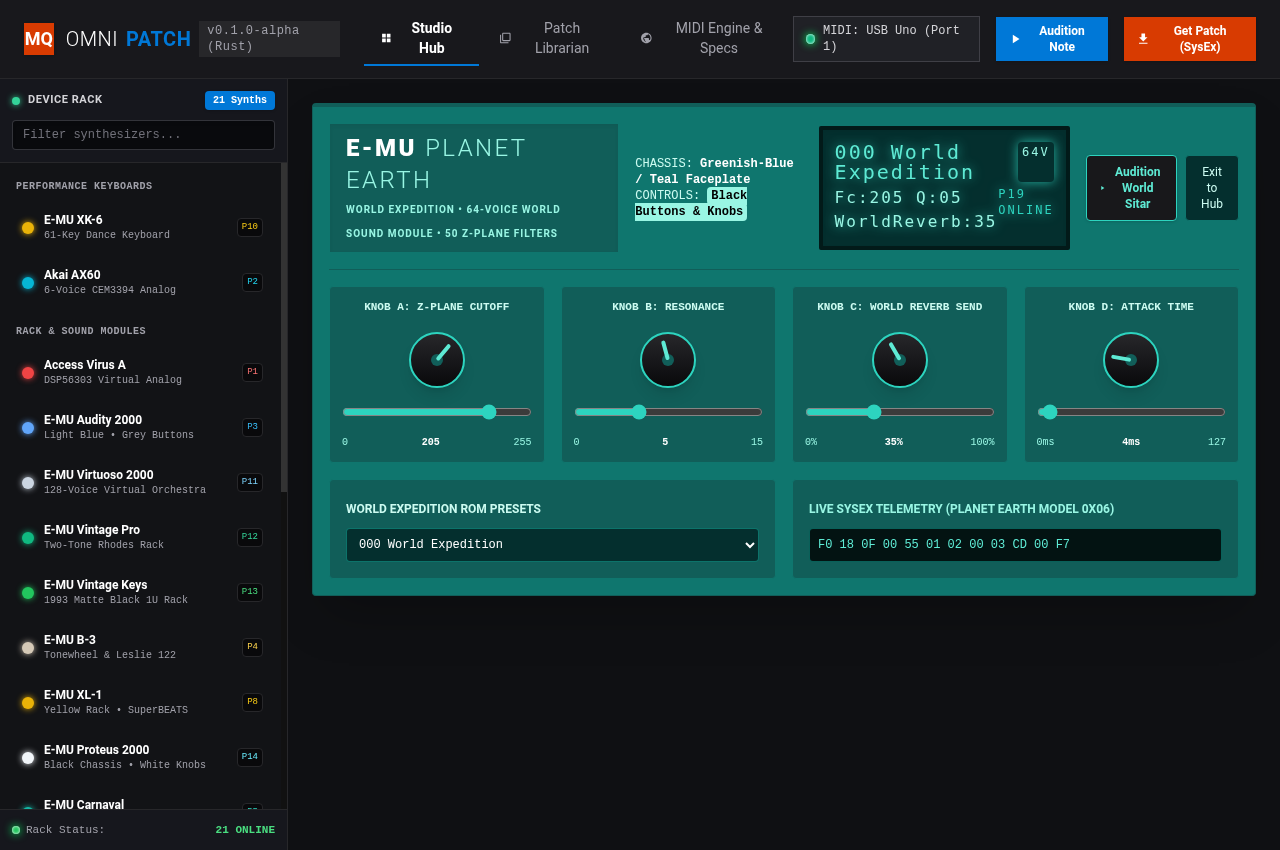 MQ OMNI PATCH v0.1.0-alpha
(Rust)
Studio
Hub
Patch
Librarian
MIDI Engine &
Specs
MIDI: USB Uno (Port
1)
Audition
Note
Get Patch
(SysEx)
DEVICE RACK 21 Synths
Filter synthesizers...
PERFORMANCE KEYBOARDS
E-MU XK-6
61-Key Dance Keyboard
P10
Akai AX60
6-Voice CEM3394 Analog
P2
RACK & SOUND MODULES
Access Virus A
DSP56303 Virtual Analog
P1
E-MU Audity 2000
Light Blue • Grey Buttons
P3
E-MU Virtuoso 2000
128-Voice Virtual Orchestra
P11
E-MU Vintage Pro
Two-Tone Rhodes Rack
P12
E-MU Vintage Keys
1993 Matte Black 1U Rack
P13
E-MU B-3
Tonewheel & Leslie 122
P4
E-MU XL-1
Yellow Rack • SuperBEATS
P8
E-MU Proteus 2000
Black Chassis • White Knobs
P14
E-MU Carnaval
Rack Status: 21 ONLINE
E-MU PLANET
EARTH
WORLD EXPEDITION • 64-VOICE WORLD
SOUND MODULE • 50 Z-PLANE FILTERS
CHASSIS: Greenish-Blue
/ Teal Faceplate
CONTROLS: Black
Buttons & Knobs
000 World
Expedition
Fc:205 Q:05
WorldReverb:35
64V
P19
ONLINE
Audition
World
Sitar
Exit
to
Hub
KNOB A: Z-PLANE CUTOFF
0 205 255
KNOB B: RESONANCE
0 5 15
KNOB C: WORLD REVERB SEND
0% 35% 100%
KNOB D: ATTACK TIME
0ms 4ms 127
WORLD EXPEDITION ROM PRESETS
000 World Expedition
LIVE SYSEX TELEMETRY (PLANET EARTH MODEL 0X06)
F0 18 0F 00 55 01 02 00 03 CD 00 F7